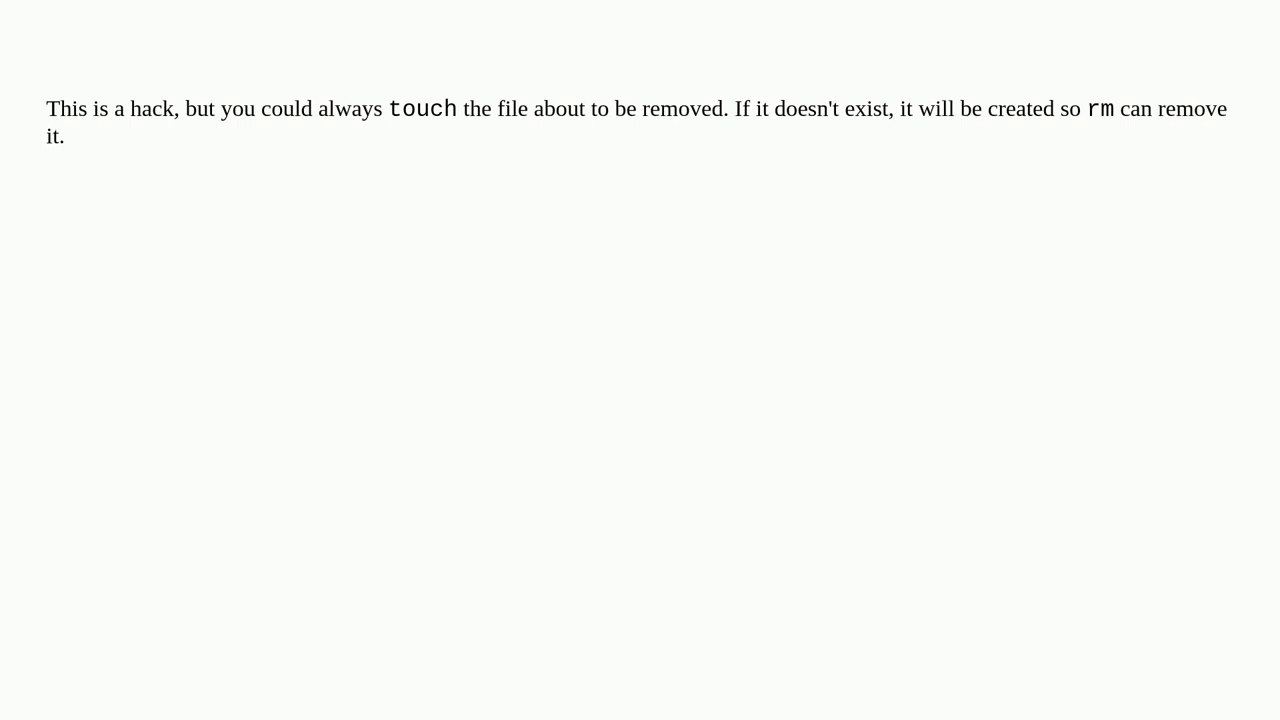 This is a hack, but you could always touch the file about to be removed. If it doesn't exist, it will be created so rm can remove
it.